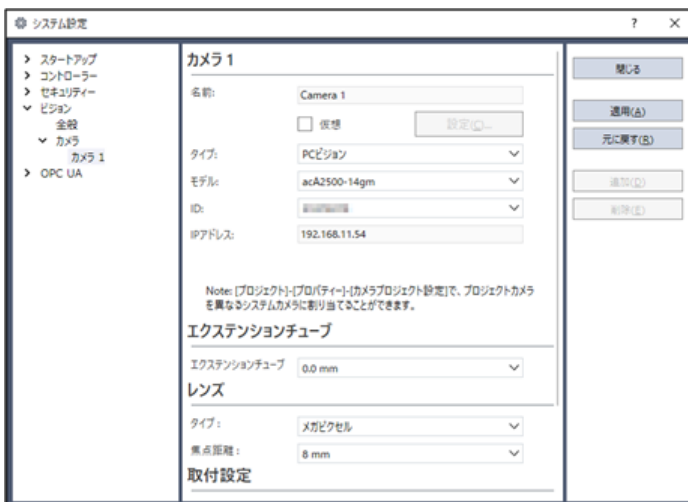 システム設定
? ×
> スタートアップ
> コントローラー
> セキュリティー
ビジョン
全般
カメラ
カメラ 1
> OPC UA
カメラ 1
名前: Camera 1
仮想 設定(C)...
タイプ: PCビジョン
モデル: acA2500-14gm
ID:
IPアドレス: 192.168.11.54
Note: [プロジェクト]-[プロパティー]-[カメラプロジェクト設定]で、プロジェクトカメラ
を異なるシステムカメラに割り当てることができます。
エクステンションチューブ
エクステンションチューブ 0.0 mm
レンズ
タイプ: メガピクセル
焦点距離: 8 mm
取付設定
閉じる
適用(A)
元に戻す(R)
追加(D)
削除(E)